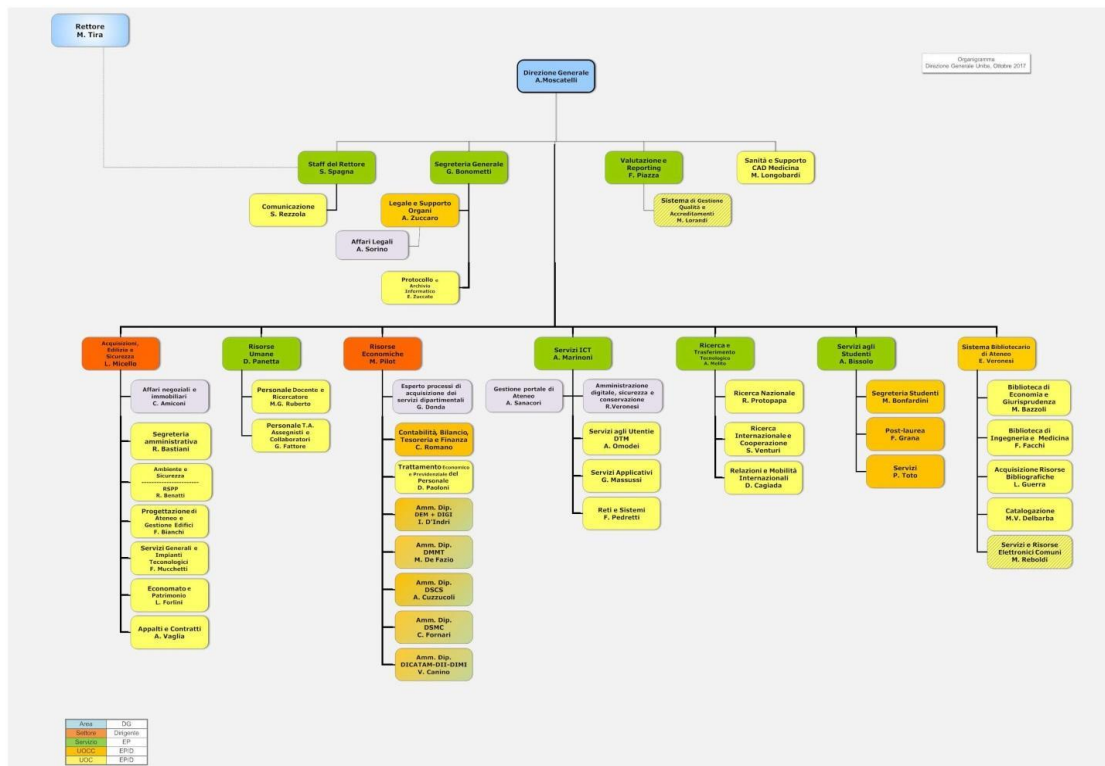 Rettore
M. Tira
Organigramma
Direzione Generale Unibs, Ottobre 2017
Direzione Generale
A.Moscatelli
Staff del Rettore
S. Spagna
Segreteria Generale
G. Bonometti
Valutazione e
Reporting
F. Piazza
Sanità e Supporto
CAD Medicina
M. Longobardi
Comunicazione
S. Rezzola
Legale e Supporto
Organi
A. Zuccaro
Sistema di Gestione
Qualità e
Accreditamenti
M. Lorandi
Affari Legali
A. Sorino
Protocollo e
Archivio
Informatico
E. Zuccato
Acquisizioni,
Edilizia e
Sicurezza
L. Micello
Risorse
Umane
D. Panetta
Risorse
Economiche
M. Pilot
Servizi ICT
A. Marinoni
Ricerca e
Trasferimento
Tecnologico
Servizi agli
Studenti
A. Bissolo
Sistema Bibliotecario
di Ateneo
E. Veronesi
Affari negoziali e
immobiliari
C. Amiconi
Segreteria
amministrativa
R. Bastiani
Ambiente e
Sicurezza
RSPP
R. Benatti
Progettazione di
Ateneo e
Gestione Edifici
F. Bianchi
Servizi Generali e
Impianti
Teconologici
F. Mucchetti
Economato e
Patrimonio
L. Forlini
Appalti e Contratti
A. Vaglia
Personale Docente e
Ricercatore
M.G. Ruberto
Personale T.A.
Assegnisti e
Collaboratori
G. Fattore
Esperto processi di
acquisizione dei
servizi dipartimentali
G. Donda
Contabilità, Bilancio,
Tesoreria e Finanza
C. Romano
Trattamento Economico
e Previdenziale del
Personale
D. Paoloni
Amm. Dip.
DEM + DIGI
I. D'Indri
Amm. Dip.
DMMT
M. De Fazio
Amm. Dip.
DSCS
A. Cuzzucoli
Amm. Dip.
DSMC
C. Fornari
Amm. Dip.
DICATAM-DII-DIMI
V. Canino
Gestione portale di
Ateneo
A. Sanacori
Amministrazione
digitale, sicurezza e
conservazione
R.Veronesi
Servizi agli Utentie
DTM
A. Omodei
Servizi Applicativi
G. Massussi
Reti e Sistemi
F. Pedretti
Ricerca Nazionale
R. Protopapa
Ricerca
Internazionale e
Cooperazione
S. Venturi
Relazioni e Mobilità
Internazionali
D. Cagiada
Segreteria Studenti
M. Bonfardini
Post-laurea
F. Grana
Servizi
P. Toto
Biblioteca di
Economia e
Giurisprudenza
M. Bazzoli
Biblioteca di
Ingegneria e Medicina
F. Facchi
Acquisizione Risorse
Bibliografiche
L. Guerra
Catalogazione
M.V. Delbarba
Servizi e Risorse
Elettronici Comuni
M. Reboldi
Area DG
Settore Dirigente
Servizio EP
UOCC EP/D
UOC EP/D